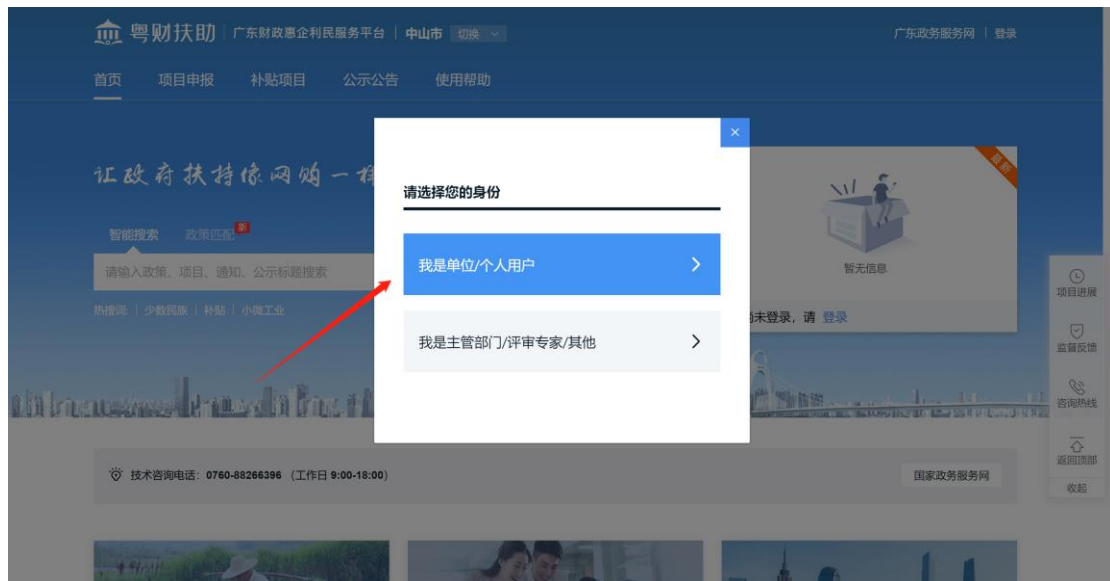 粤财扶助 | 广东财政惠企利民服务平台 | 中山市 切换
广东政务服务网 | 登录
首页 项目申报 补贴项目 公示公告 使用帮助
让政府扶持像网购一样
智能搜索 政策匹配 新
请输入政策、项目、通知、公示标题搜索
热搜词: | 少数民族 | 补贴 | 小微工业
请选择您的身份
我是单位/个人用户
我是主管部门/评审专家/其他
最新
暂无信息
尚未登录，请 登录
项目进展
监督反馈
咨询热线
返回顶部
收起
技术咨询电话：0760-88266396 （工作日 9:00-18:00）
国家政务服务网